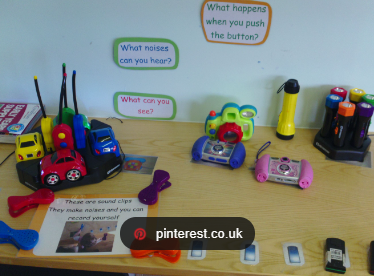 What happens
when you push
the button?
What noises
can you hear?
What can you
see?
These are sound clips
They make noises and you can
record yourself
pinterest.co.uk